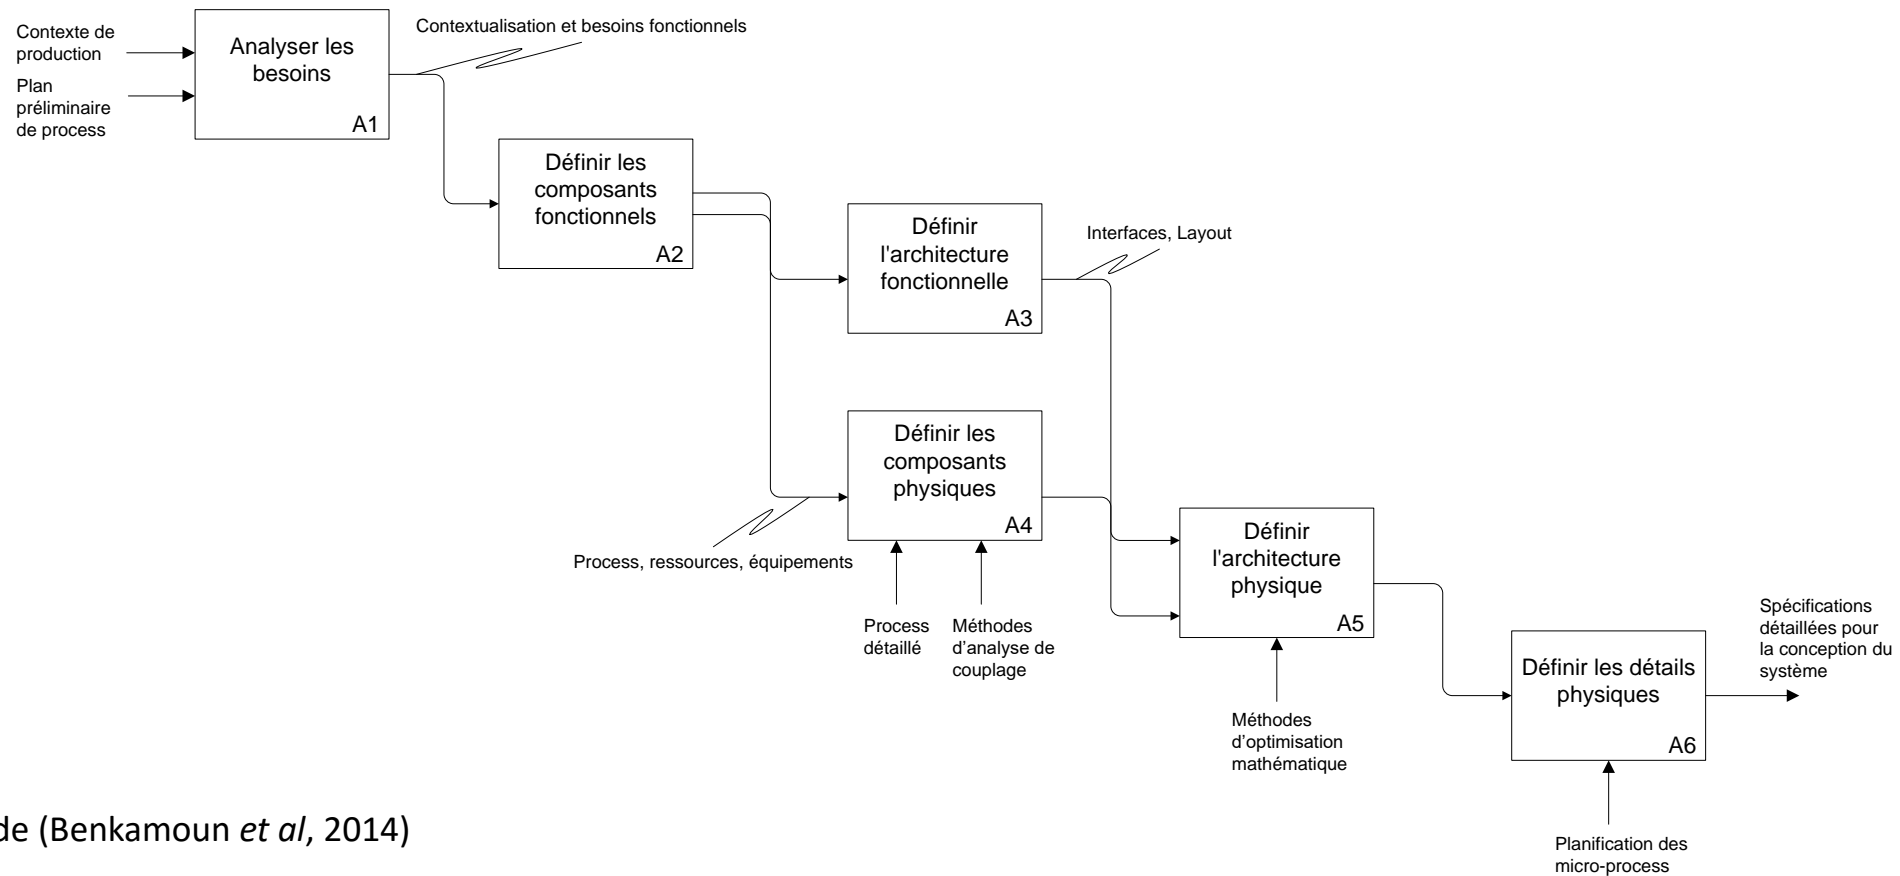 Contexte de
production
Plan
préliminaire
de process
Analyser les
besoins
A1
Contextualisation et besoins fonctionnels
Définir les
composants
fonctionnels
A2
Définir
l'architecture
fonctionnelle
A3
Interfaces, Layout
Définir les
composants
physiques
A4
Process, ressources, équipements
Process
détaillé
Méthodes
d’analyse de
couplage
Définir
l'architecture
physique
A5
Méthodes
d’optimisation
mathématique
Définir les détails
physiques
A6
Spécifications
détaillées pour
la conception du
système
Planification des
micro-process
de (Benkamoun et al, 2014)